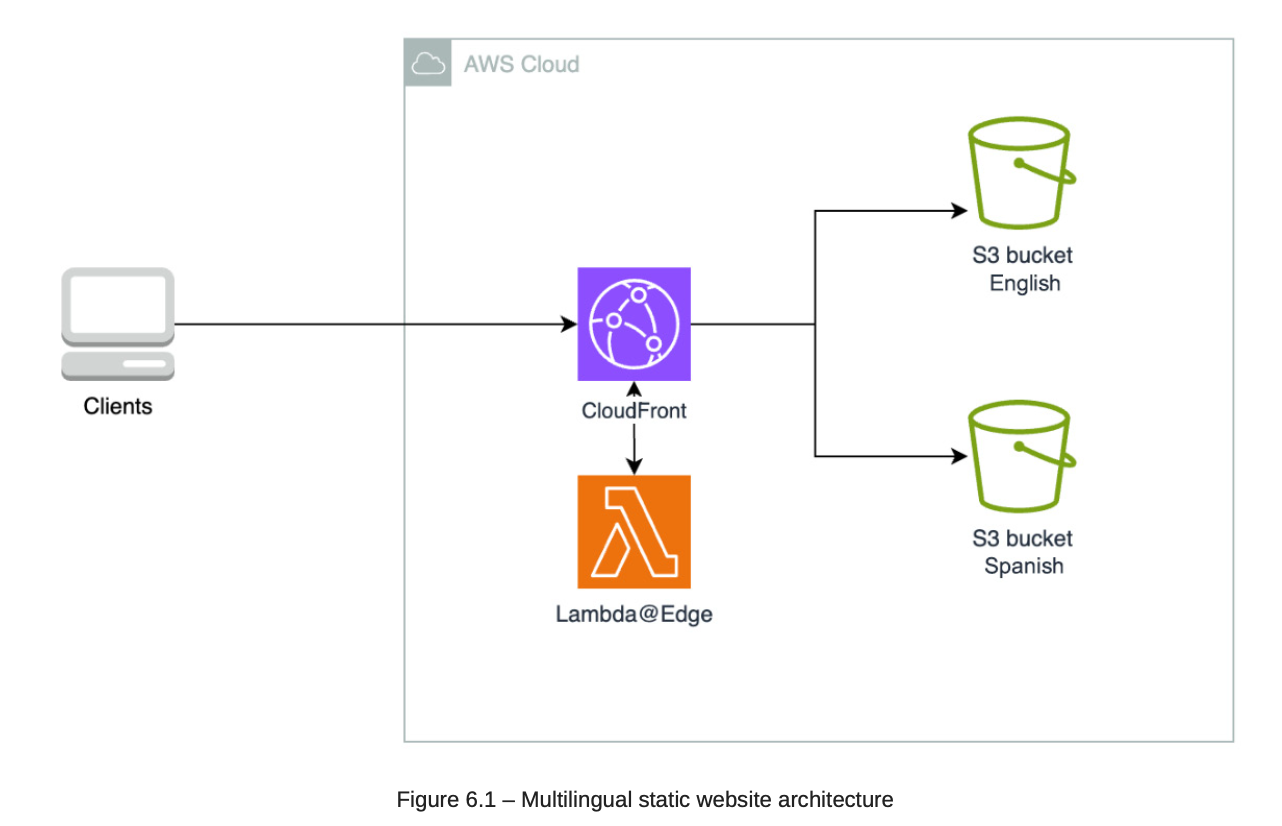 AWS Cloud
S3 bucket
English
Clients
CloudFront
S3 bucket
Spanish
Lambda@Edge
Figure 6.1 – Multilingual static website architecture